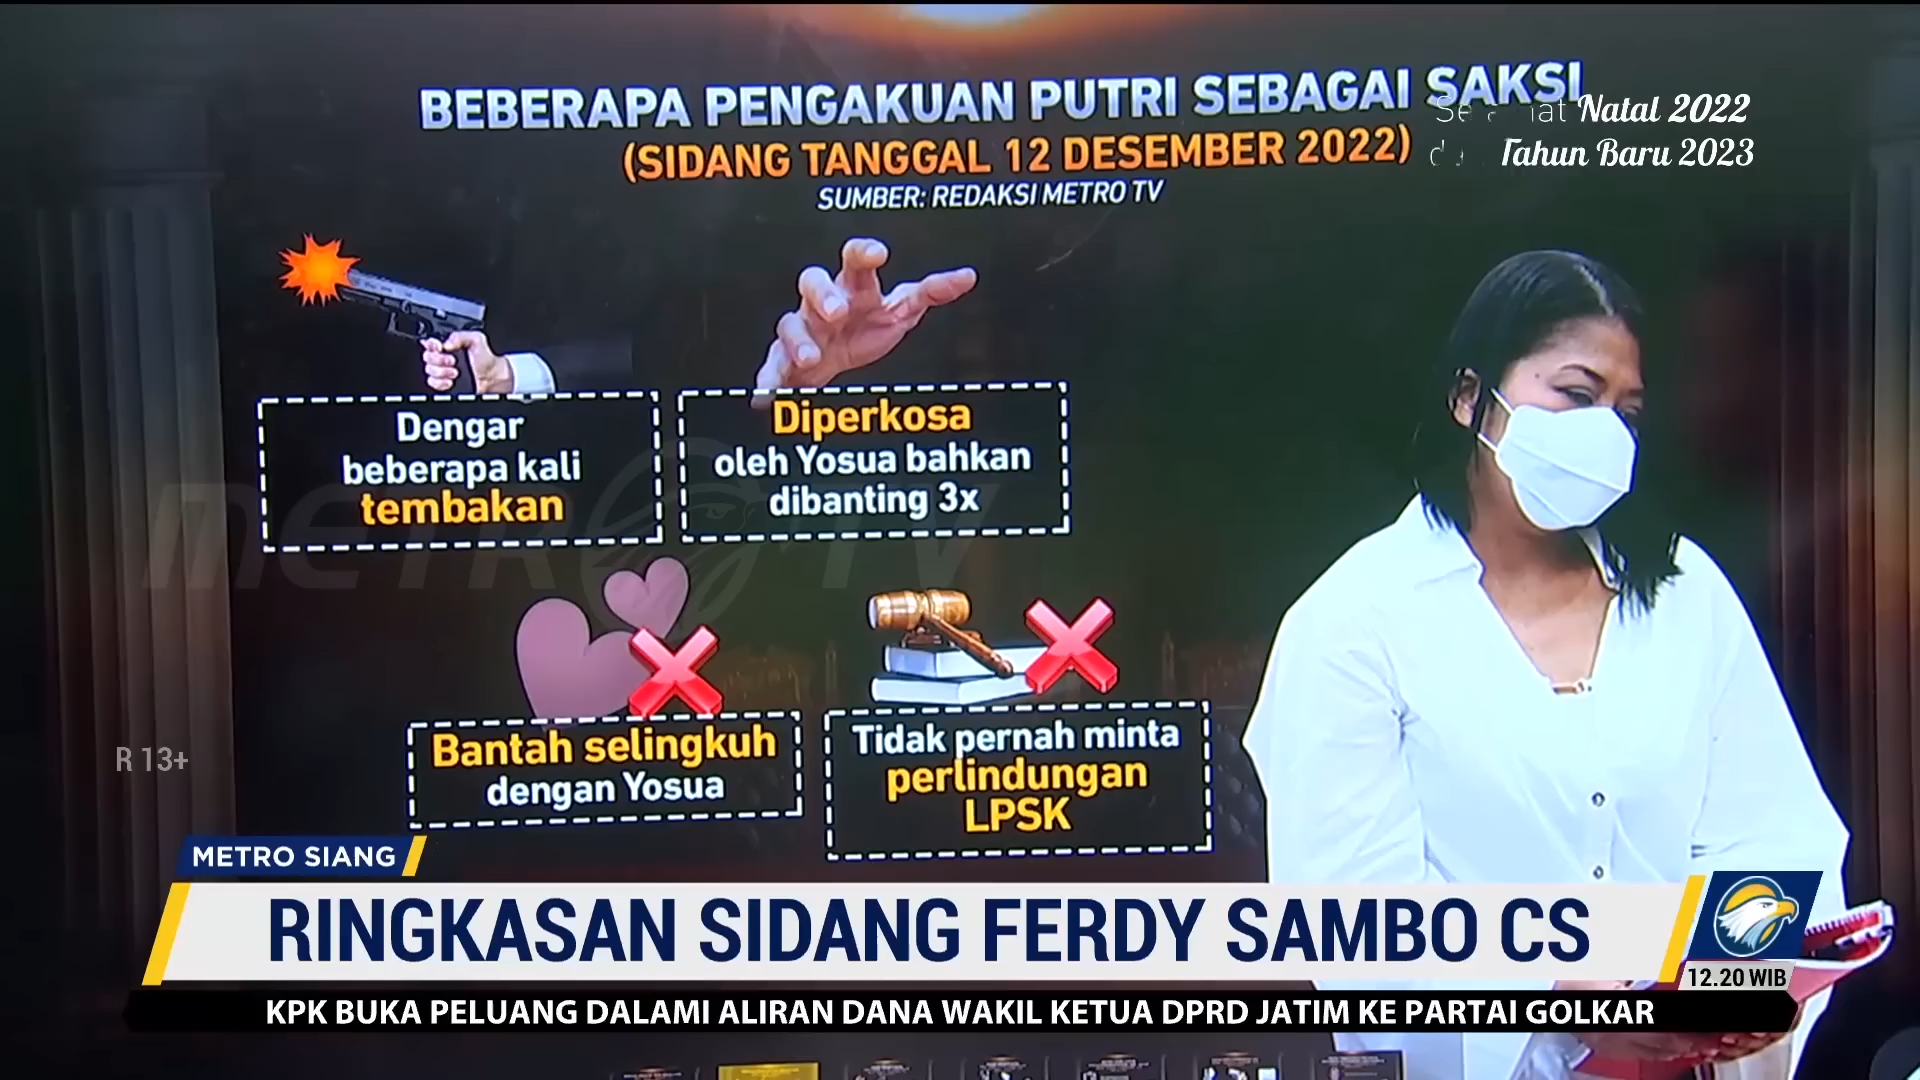 BEBERAPA PENGAKUAN PUTRI SEBAGAI SAKSI
(SIDANG TANGGAL 12 DESEMBER 2022)
SUMBER: REDAKSI METRO TV
Natal 2022
Tahun Baru 2023
Dengar
beberapa kali
tembakan
Diperkosa
oleh Yosua bahkan
dibanting 3x
METRO TV
Bantah selingkuh
dengan Yosua
Tidak pernah minta
perlindungan
LPSK
R 13+
METRO SIANG
RINGKASAN SIDANG FERDY SAMBO CS
12.20 WIB
KPK BUKA PELUANG DALAMI ALIRAN DANA WAKIL KETUA DPRD JATIM KE PARTAI GOLKAR